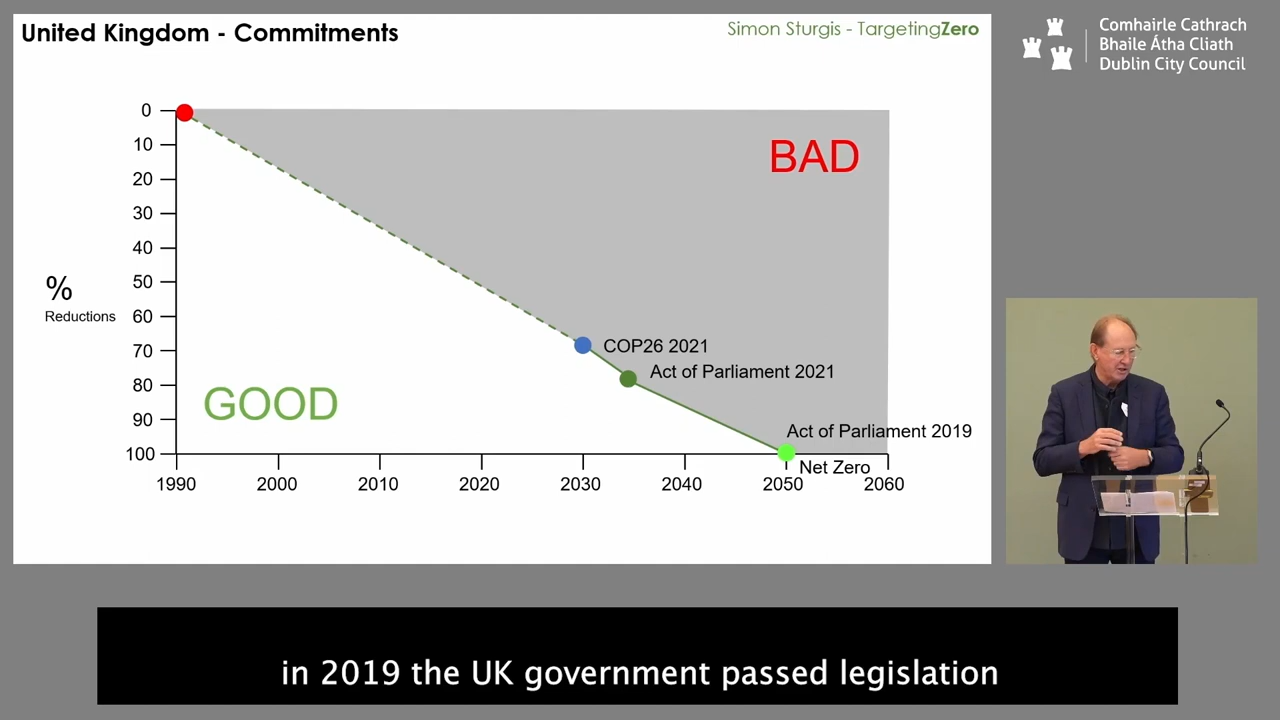 United Kingdom - Commitments
Simon Sturgis - TargetingZero
Comhairle Cathrach
Bhaile Átha Cliath
Dublin City Council
0
10
20
30
40
50
60
70
80
90
100
%
Reductions
BAD
GOOD
COP26 2021
Act of Parliament 2021
Act of Parliament 2019
Net Zero
1990
2000
2010
2020
2030
2040
2050
2060
in 2019 the UK government passed legislation